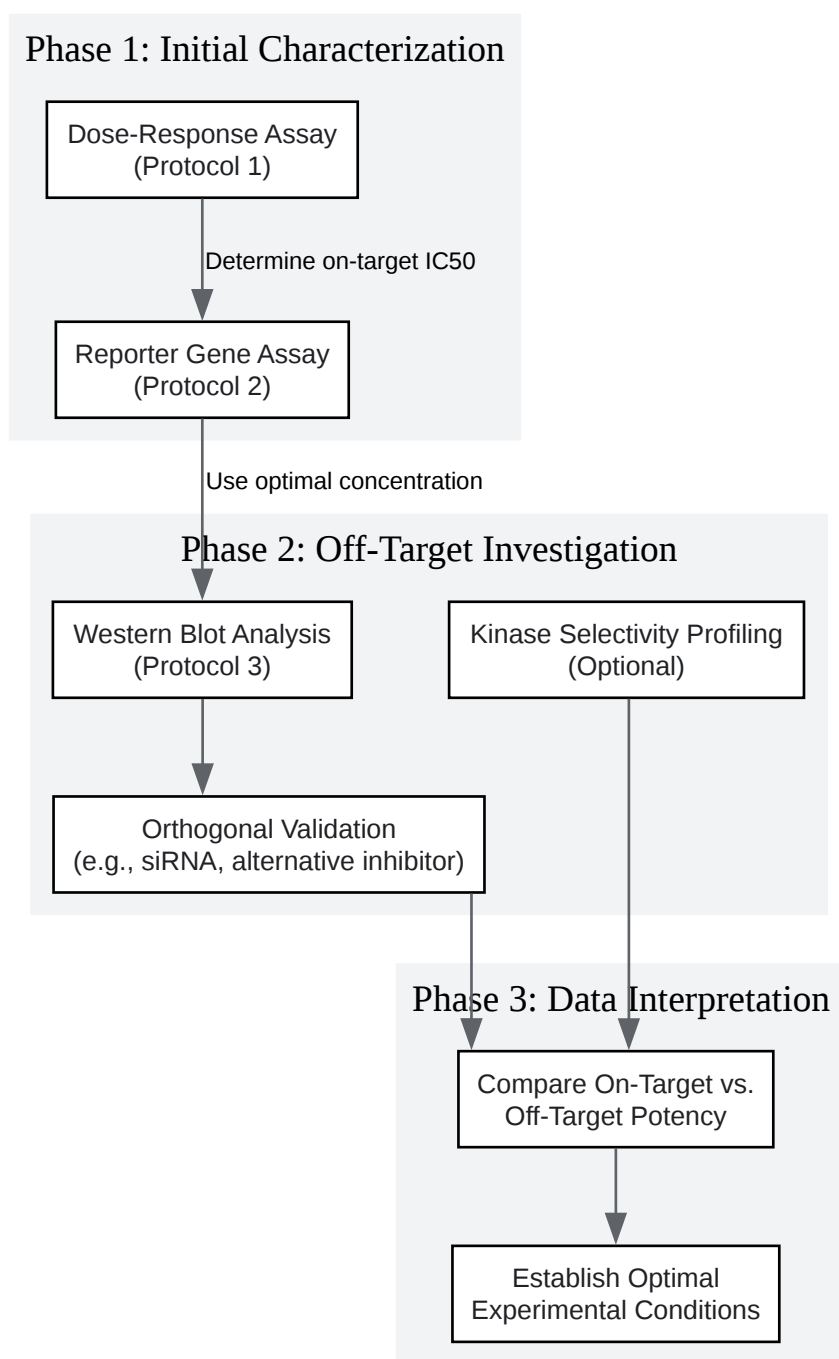 Phase 1: Initial Characterization
Dose-Response Assay
(Protocol 1)
Determine on-target IC50
Reporter Gene Assay
(Protocol 2)
Use optimal concentration
Phase 2: Off-Target Investigation
Western Blot Analysis
(Protocol 3)
Kinase Selectivity Profiling
(Optional)
Orthogonal Validation
(e.g., siRNA, alternative inhibitor)
Phase 3: Data Interpretation
Compare On-Target vs.
Off-Target Potency
Establish Optimal
Experimental Conditions